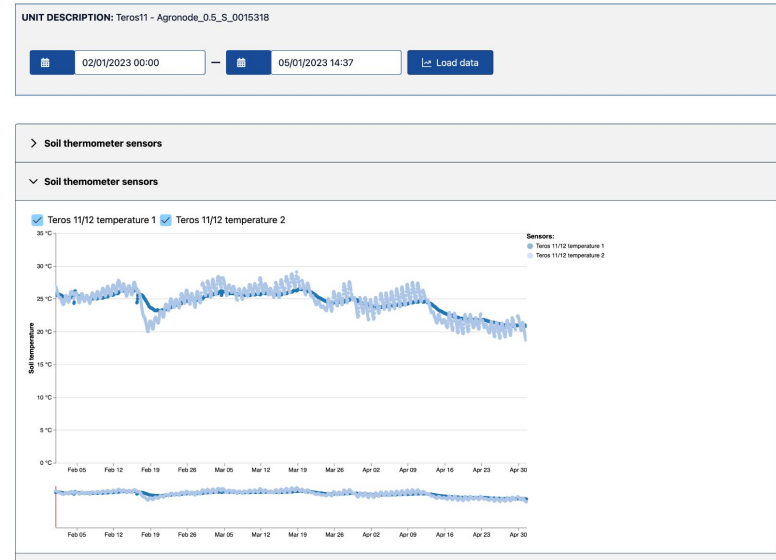 UNIT DESCRIPTION: Teros11 - Agronode_0.5_S_0015318
02/01/2023 00:00 — 05/01/2023 14:37 Load data
Soil thermometer sensors
Soil themometer sensors
Teros 11/12 temperature 1 Teros 11/12 temperature 2
Sensors:
Teros 11/12 temperature 1
Teros 11/12 temperature 2
Soil temperature
35 °C
30 °C
25 °C
20 °C
15 °C
10 °C
5 °C
0 °C
Feb 05 Feb 12 Feb 19 Feb 26 Mar 05 Mar 12 Mar 19 Mar 26 Apr 02 Apr 09 Apr 16 Apr 23 Apr 30
Feb 05 Feb 12 Feb 19 Feb 26 Mar 05 Mar 12 Mar 19 Mar 26 Apr 02 Apr 09 Apr 16 Apr 23 Apr 30